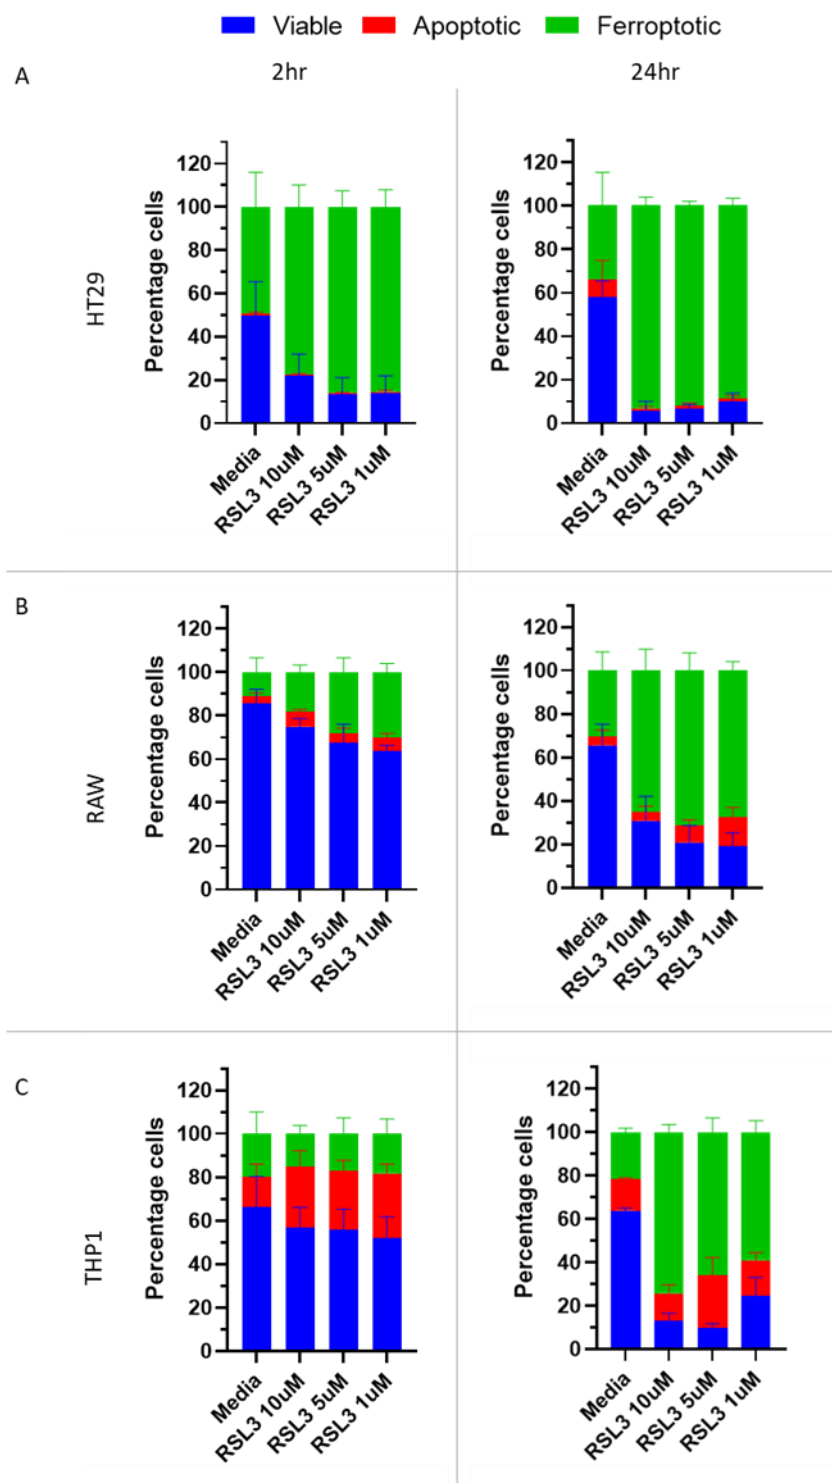 Viable Apoptotic Ferroptotic
A 2hr 24hr
HT29
Percentage cells
120
100
80
60
40
20
0
Media
RSL3 10uM
RSL3 5uM
RSL3 1uM
Percentage cells
120
100
80
60
40
20
0
Media
RSL3 10uM
RSL3 5uM
RSL3 1uM
B
RAW
Percentage cells
120
100
80
60
40
20
0
Media
RSL3 10uM
RSL3 5uM
RSL3 1uM
Percentage cells
120
100
80
60
40
20
0
Media
RSL3 10uM
RSL3 5uM
RSL3 1uM
C
THP1
Percentage cells
120
100
80
60
40
20
0
Media
RSL3 10uM
RSL3 5uM
RSL3 1uM
Percentage cells
120
100
80
60
40
20
0
Media
RSL3 10uM
RSL3 5uM
RSL3 1uM